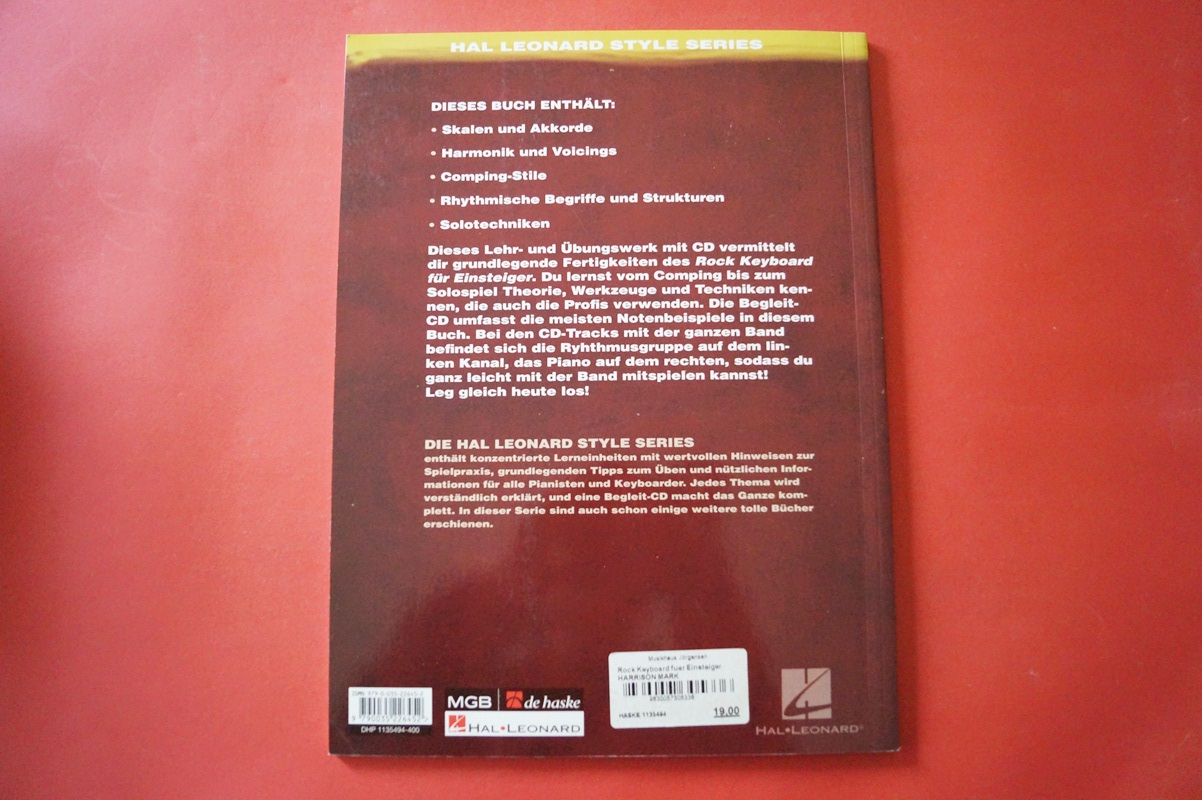 HAL LEONARD STYLE SERIES
DIESES BUCH ENTHÄLT:
• Skalen und Akkorde
• Harmonik und Voicings
• Comping-Stile
• Rhythmische Begriffe und Strukturen
• Solotechniken
Dieses Lehr- und Übungswerk mit CD vermittelt
dir grundlegende Fertigkeiten des Rock Keyboard
für Einsteiger. Du lernst vom Comping bis zum
Solospiel Theorie, Werkzeuge und Techniken ken-
nen, die auch die Profis verwenden. Die Begleit-
CD umfasst die meisten Notenbeispiele in diesem
Buch. Bei den CD-Tracks mit der ganzen Band
befindet sich die Ryhthmusgruppe auf dem lin-
ken Kanal, das Piano auf dem rechten, sodass du
ganz leicht mit der Band mitspielen kannst!
Leg gleich heute los!
DIE HAL LEONARD STYLE SERIES
enthält konzentrierte Lerneinheiten mit wertvollen Hinweisen zur
Spielpraxis, grundlegenden Tipps zum Üben und nützlichen Infor-
mationen für alle Pianisten und Keyboarder. Jedes Thema wird
verständlich erklärt, und eine Begleit-CD macht das Ganze kom-
plett. In dieser Serie sind auch schon einige weitere tolle Bücher
erschienen.
ISMN
DHP 1135494-400
MGB de haske
HAL•LEONARD
Musikhaus Jörgensen
Rock Keyboard fuer Einsteiger
HARRISON MARK
HASKE 1135494 19,00
HAL•LEONARD®